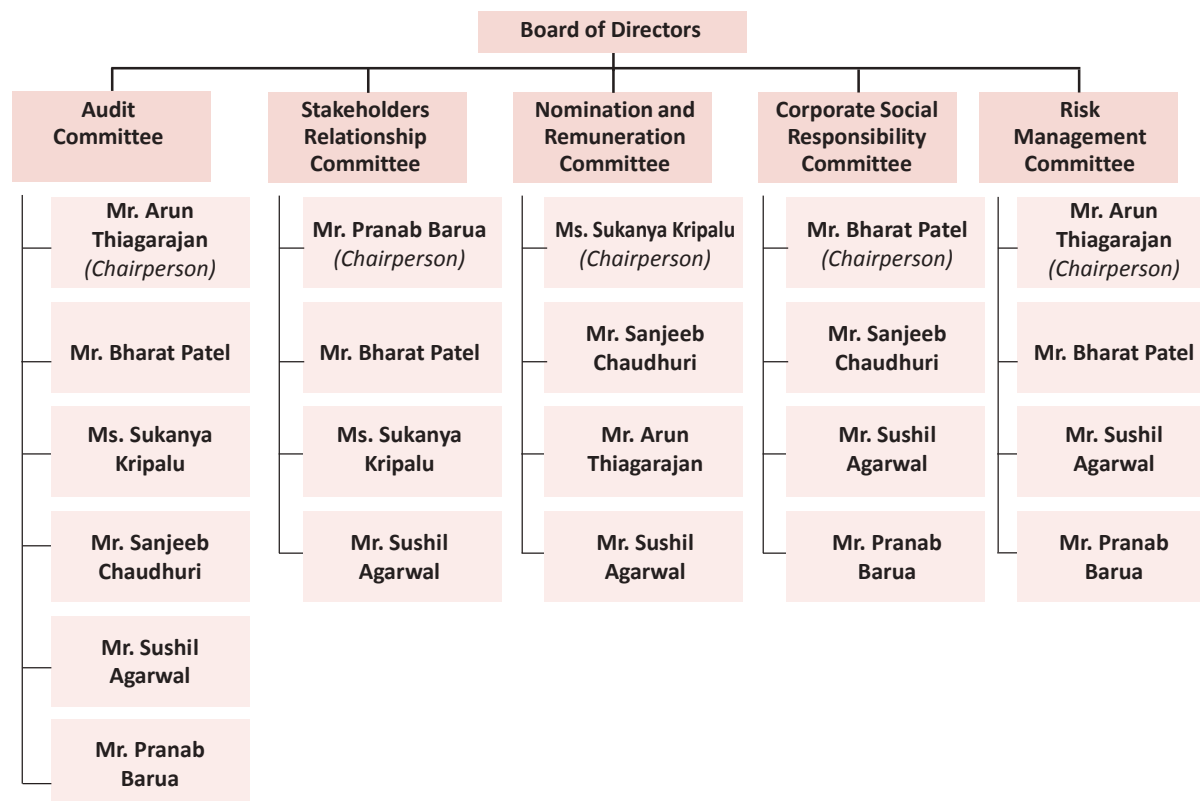 Board of Directors
Audit
Committee
Mr. Arun
Thiagarajan
(Chairperson)
Mr. Bharat Patel
Ms. Sukanya
Kripalu
Mr. Sanjeeb
Chaudhuri
Mr. Sushil
Agarwal
Mr. Pranab
Barua
Stakeholders
Relationship
Committee
Mr. Pranab Barua
(Chairperson)
Mr. Bharat Patel
Ms. Sukanya
Kripalu
Mr. Sushil
Agarwal
Nomination and
Remuneration
Committee
Ms. Sukanya Kripalu
(Chairperson)
Mr. Sanjeeb
Chaudhuri
Mr. Arun
Thiagarajan
Mr. Sushil
Agarwal
Corporate Social
Responsibility
Committee
Mr. Bharat Patel
(Chairperson)
Mr. Sanjeeb
Chaudhuri
Mr. Sushil
Agarwal
Mr. Pranab
Barua
Risk
Management
Committee
Mr. Arun
Thiagarajan
(Chairperson)
Mr. Bharat Patel
Mr. Sushil
Agarwal
Mr. Pranab
Barua